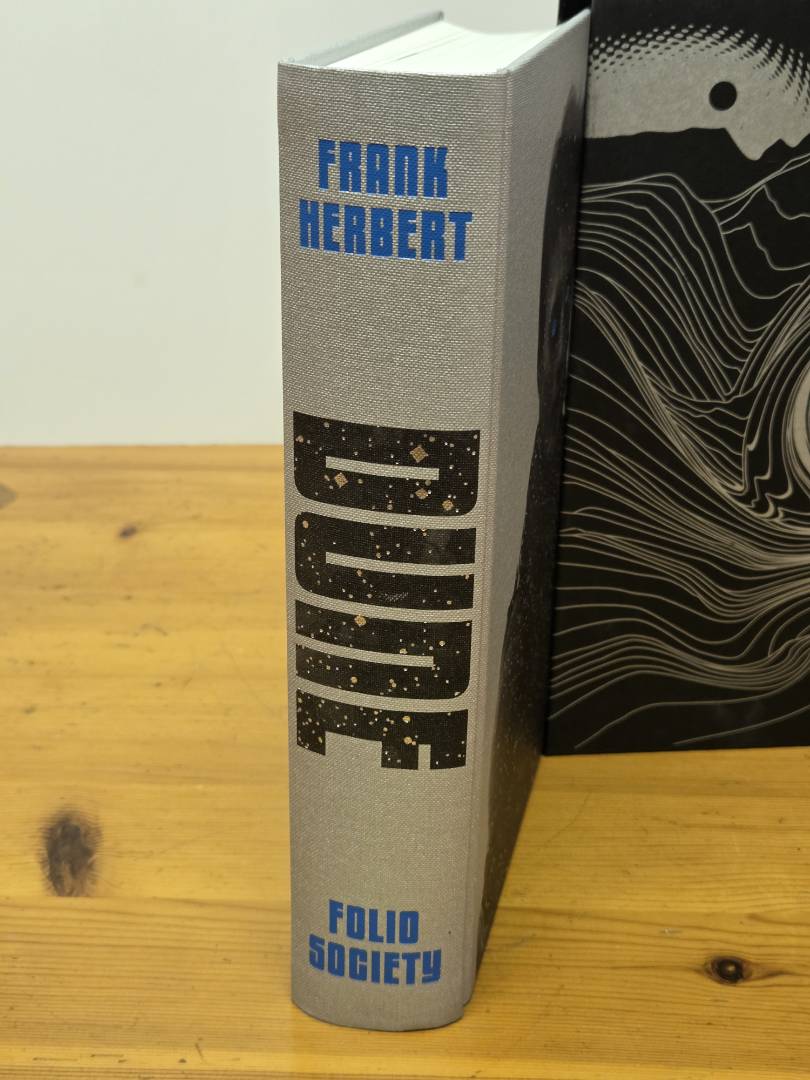 FRANK
HERBERT
DUNE
FOLIO
SOCIETY